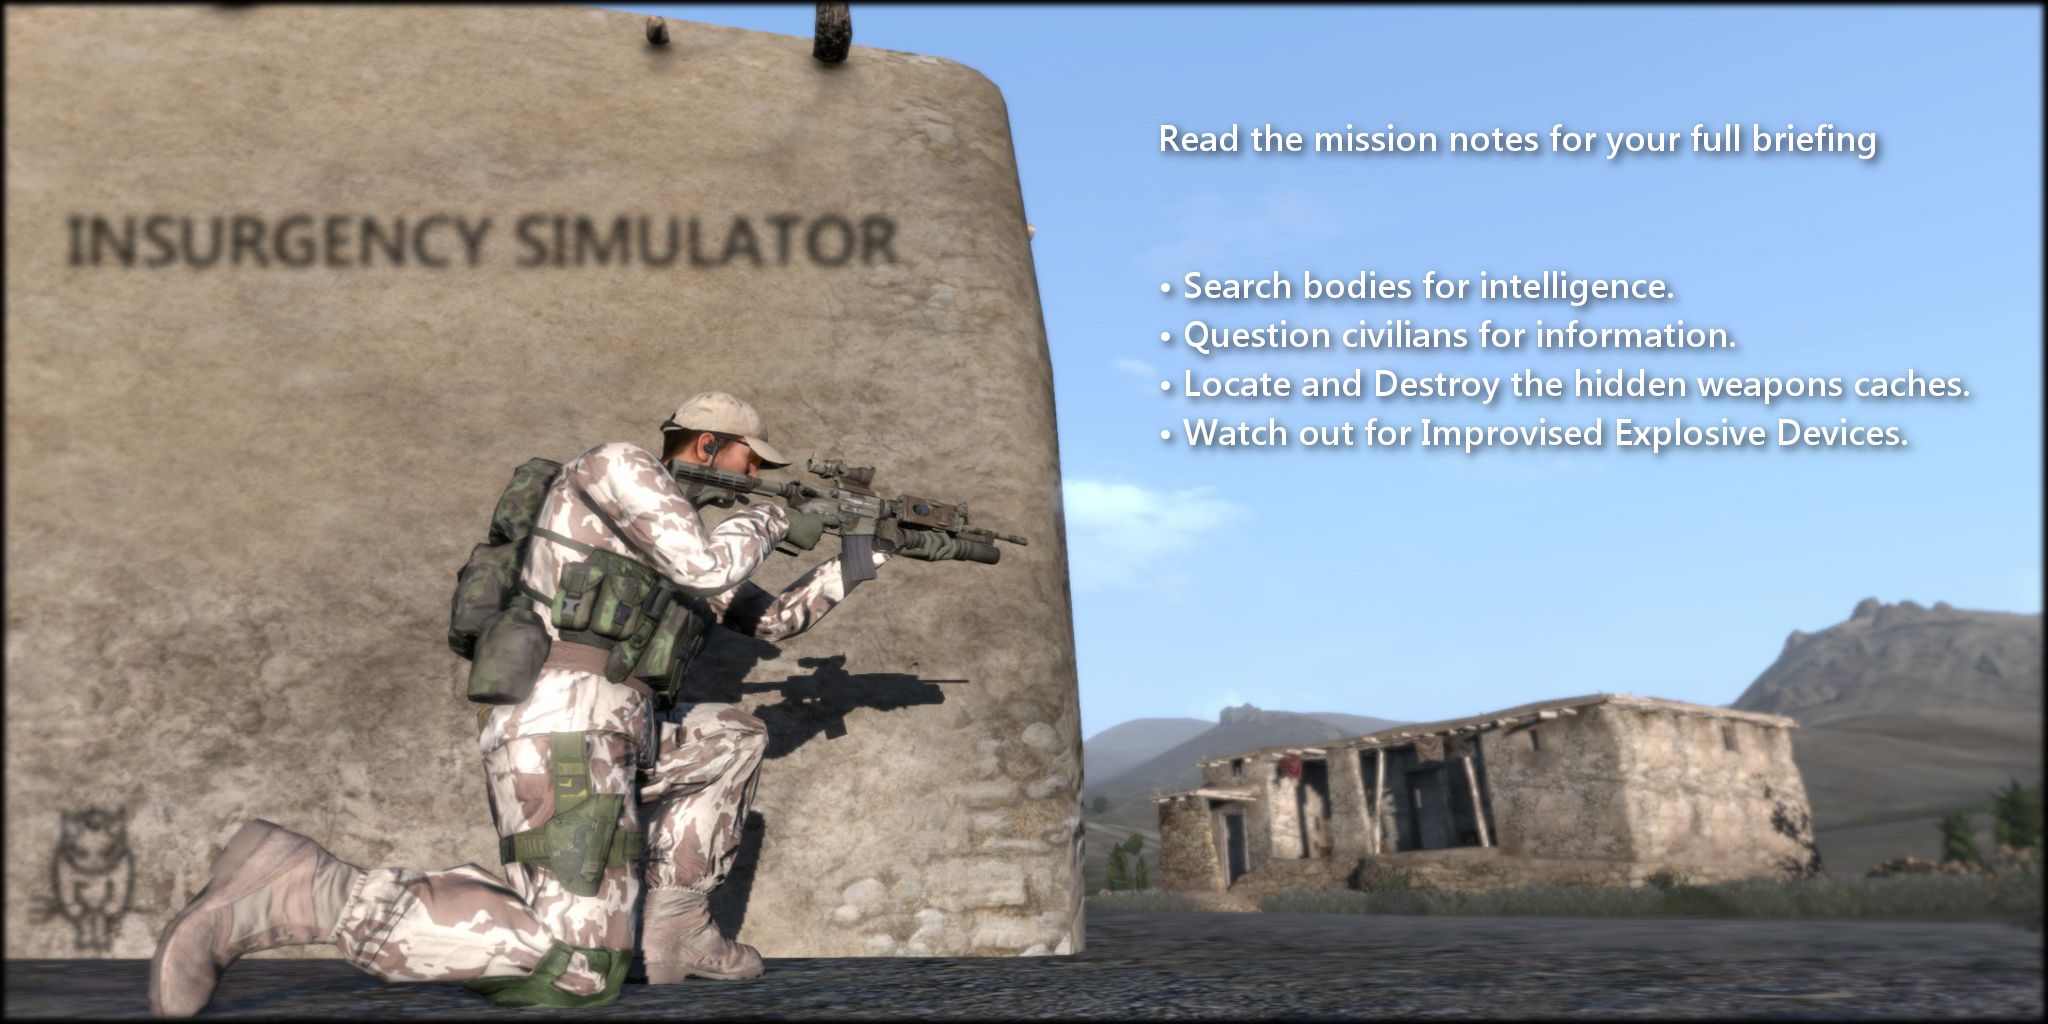 INSURGENCY SIMULATOR
Read the mission notes for your full briefing
• Search bodies for intelligence.
• Question civilians for information.
• Locate and Destroy the hidden weapons caches.
• Watch out for Improvised Explosive Devices.